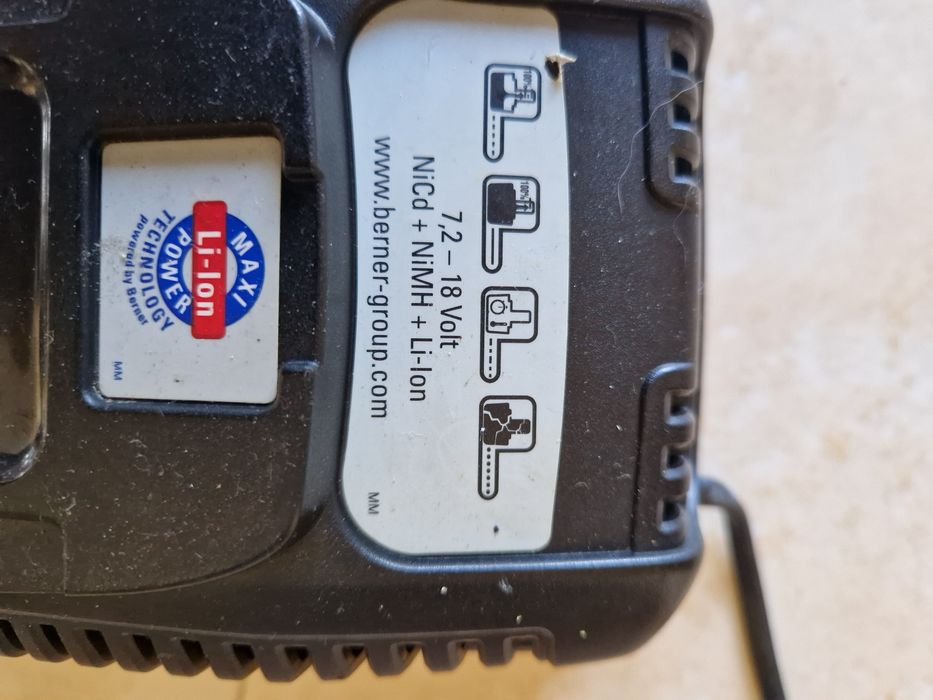 100%
100%
7,2 – 18 Volt
NiCd + NiMH + Li-Ion
www.berner-group.com
MM
MAXI
Li-Ion
POWER
TECHNOLOGY
powered by Berner
MM